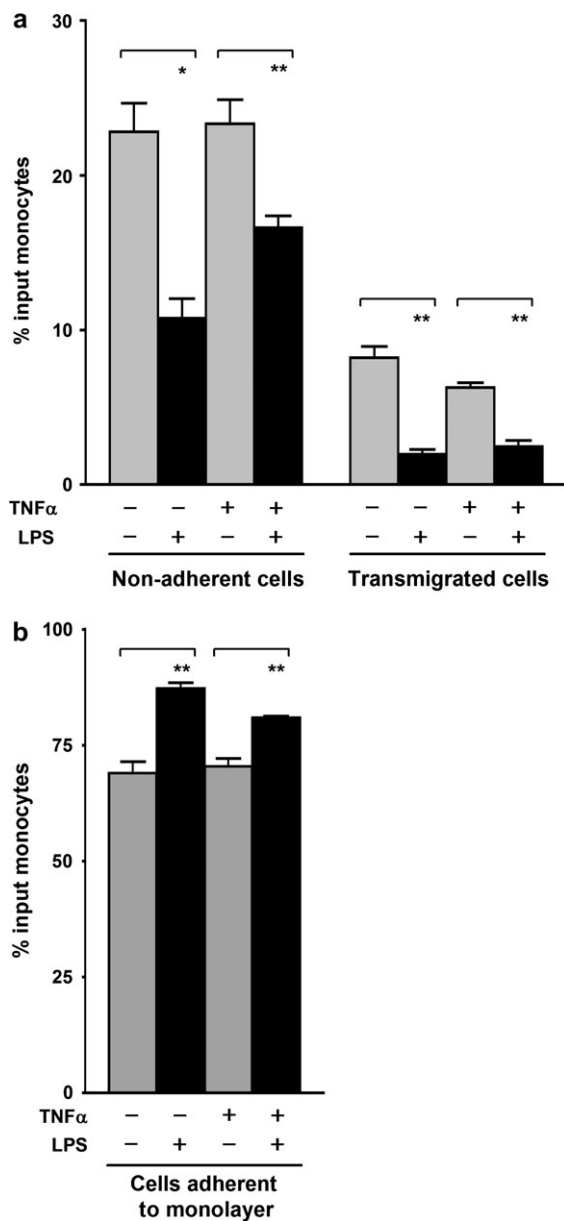 a
30
* ** ** **
20
10
0
% input monocytes
TNFα – – + + – – + +
LPS – + – + – + – +
Non-adherent cells Transmigrated cells
b
100
** **
75
50
25
0
% input monocytes
TNFα – – + +
LPS – + – +
Cells adherent
to monolayer